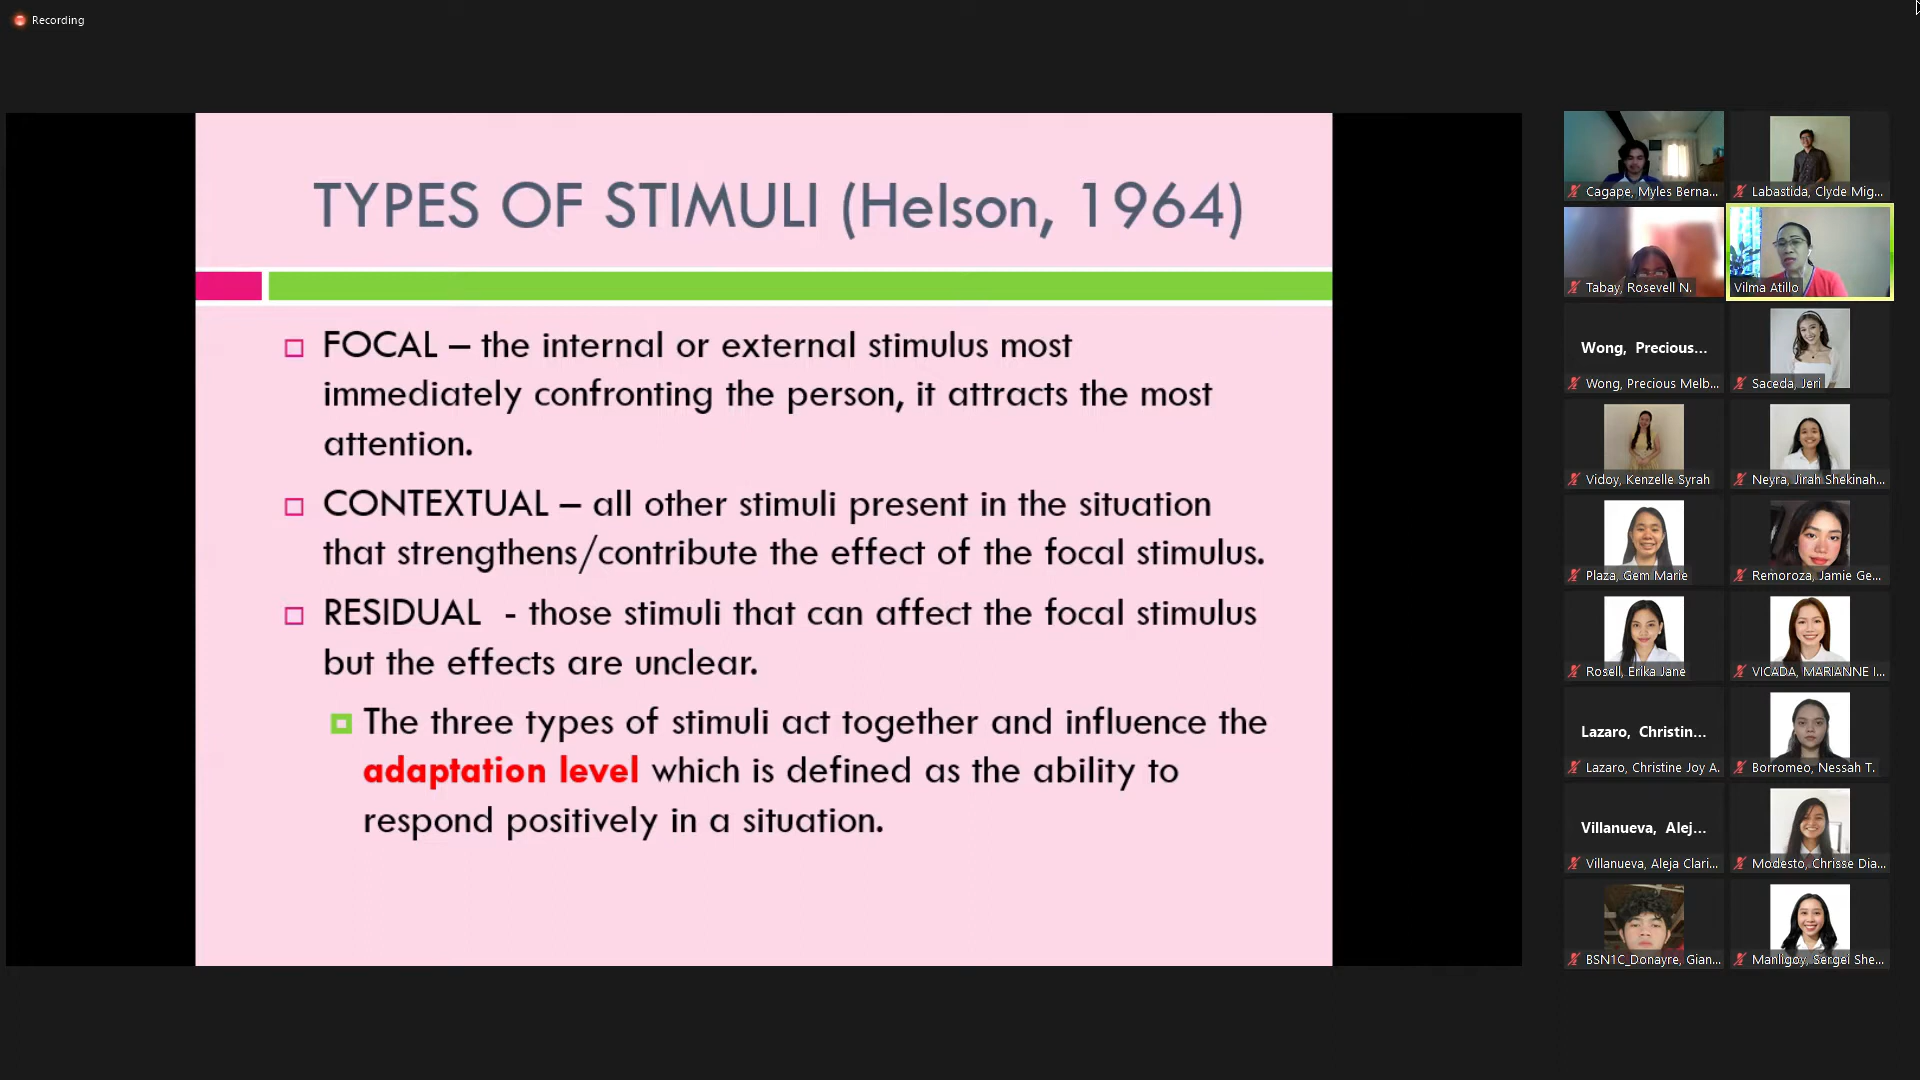 Recording
TYPES OF STIMULI (Helson, 1964)
FOCAL – the internal or external stimulus most
immediately confronting the person, it attracts the most
attention.
CONTEXTUAL – all other stimuli present in the situation
that strengthens/contribute the effect of the focal stimulus.
RESIDUAL - those stimuli that can affect the focal stimulus
but the effects are unclear.
The three types of stimuli act together and influence the
adaptation level which is defined as the ability to
respond positively in a situation.
Cagape, Myles Berna...
Labastida, Clyde Mig...
Tabay, Rosevell N.
Vilma Atillo
Wong, Precious...
Wong, Precious Melb...
Saceda, Jeri
Vidoy, Kenzelle Syrah
Neyra, Jirah Shekinah...
Plaza, Gem Marie
Remoroza, Jamie Ge...
Rosell, Erika Jane
VICADA, MARIANNE I...
Lazaro, Christin...
Lazaro, Christine Joy A.
Borromeo, Nessah T.
Villanueva, Alej...
Villanueva, Aleja Clari...
Modesto, Chrisse Dia...
BSN1C_Donayre, Gian...
Manligoy, Sergei She...